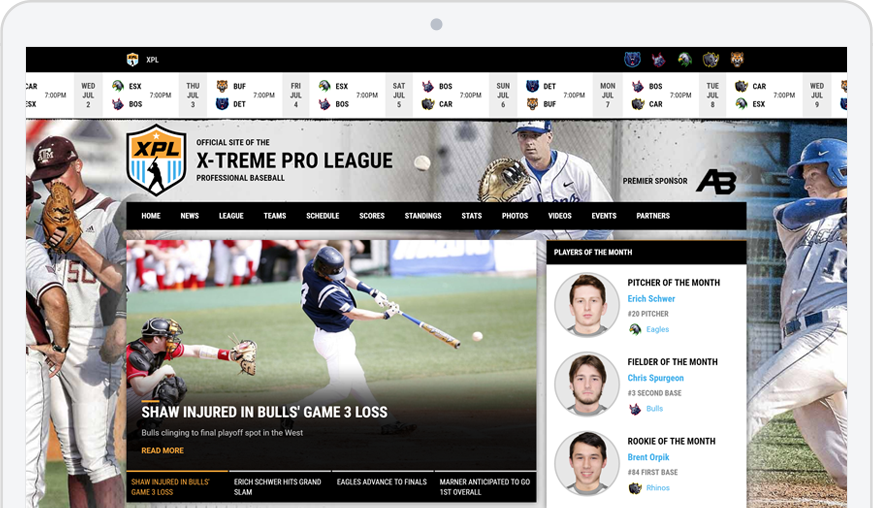 XPL
CAR
ESX
7:00PM
WED
JUL
2
ESX
BOS
7:00PM
THU
JUL
3
BUF
DET
7:00PM
FRI
JUL
4
ESX
BOS
7:00PM
SAT
JUL
5
BOS
CAR
7:00PM
SUN
JUL
6
DET
BUF
7:00PM
MON
JUL
7
BOS
CAR
7:00PM
TUE
JUL
8
CAR
ESX
7:00PM
WED
JUL
9
XPL
OFFICIAL SITE OF THE
X-TREME PRO LEAGUE
PROFESSIONAL BASEBALL
PREMIER SPONSOR
AB
HOME NEWS LEAGUE TEAMS SCHEDULE SCORES STANDINGS STATS PHOTOS VIDEOS EVENTS PARTNERS
SHAW INJURED IN BULLS' GAME 3 LOSS
Bulls clinging to final playoff spot in the West
READ MORE
SHAW INJURED IN BULLS'
GAME 3 LOSS
ERICH SCHWER HITS GRAND
SLAM
EAGLES ADVANCE TO FINALS
MARNER ANTICIPATED TO GO
1ST OVERALL
PLAYERS OF THE MONTH
PITCHER OF THE MONTH
Erich Schwer
#20 PITCHER
Eagles
FIELDER OF THE MONTH
Chris Spurgeon
#3 SECOND BASE
Bulls
ROOKIE OF THE MONTH
Brent Orpik
#84 FIRST BASE
Rhinos